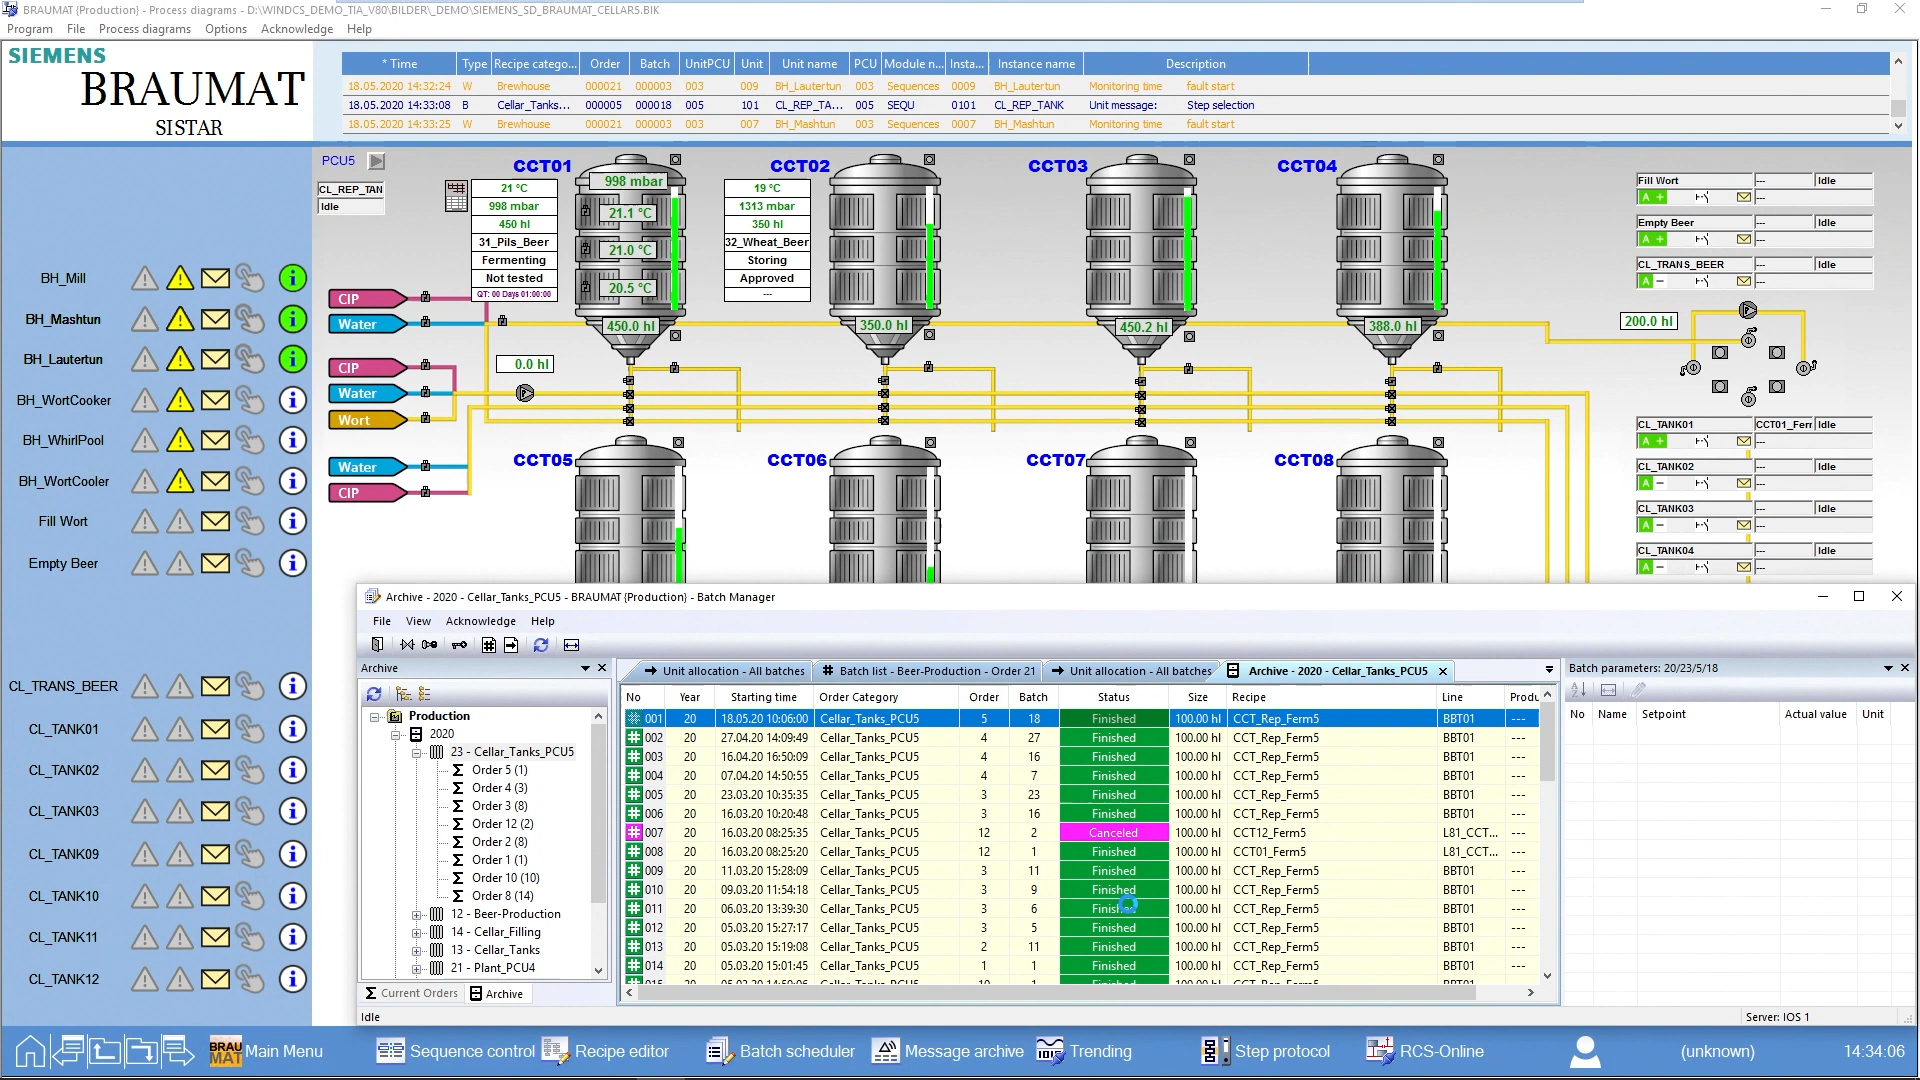 BRAUMAT {Production} - Process diagrams - D:\WINDCS_DEMO_TIA_V80\BILDER\_DEMO\SIEMENS_SD_BRAUMAT_CELLAR5.BIK
Program File Process diagrams Options Acknowledge Help
SIEMENS
BRAUMAT
SISTAR
* Time Type Recipe catego... Order Batch UnitPCU Unit Unit name PCU Module n... Insta... Instance name Description
18.05.2020 14:32:24 W Brewhouse 000021 000003 003 009 BH_Lautertun 003 Sequences 0009 BH_Lautertun Monitoring time fault start
18.05.2020 14:33:08 B Cellar_Tanks... 000005 000018 005 101 CL_REP_TA... 005 SEQU 0101 CL_REP_TANK Unit message: Step selection
18.05.2020 14:33:25 W Brewhouse 000021 000003 003 007 BH_Mashtun 003 Sequences 0007 BH_Mashtun Monitoring time fault start
BH_Mill
BH_Mashtun
BH_Lautertun
BH_WortCooker
BH_WhirlPool
BH_WortCooler
Fill Wort
Empty Beer
CL_TRANS_BEER
CL_TANK01
CL_TANK02
CL_TANK03
CL_TANK09
CL_TANK10
CL_TANK11
CL_TANK12
PCU5
CL_REP_TAN
Idle
CCT01
21 °C
998 mbar
450 hl
31_Pils_Beer
Fermenting
Not tested
QT: 00 Days 01:00:00
998 mbar
21.1 °C
21.0 °C
20.5 °C
450.0 hl
CCT02
19 °C
1313 mbar
350 hl
32_Wheat_Beer
Storing
Approved
---
350.0 hl
CCT03
450.2 hl
CCT04
388.0 hl
CIP
Water
CIP
Water
Wort
Water
CIP
0.0 hl
CCT05
CCT06
CCT07
CCT08
Fill Wort --- Idle
A + ---
Empty Beer --- Idle
A + ---
CL_TRANS_BEER --- Idle
A – ---
200.0 hl
CL_TANK01 CCT01_Ferr Idle
A + ---
CL_TANK02 --- Idle
A – ---
CL_TANK03 --- Idle
A – ---
CL_TANK04 --- Idle
A – ---
Archive - 2020 - Cellar_Tanks_PCU5 - BRAUMAT {Production} - Batch Manager
File View Acknowledge Help
Archive
Production
2020
23 - Cellar_Tanks_PCU5
Order 5 (1)
Order 4 (3)
Order 3 (8)
Order 12 (2)
Order 2 (8)
Order 1 (1)
Order 10 (10)
Order 8 (14)
12 - Beer-Production
14 - Cellar_Filling
13 - Cellar_Tanks
21 - Plant_PCU4
Current Orders Archive
Unit allocation - All batches Batch list - Beer-Production - Order 21 Unit allocation - All batches Archive - 2020 - Cellar_Tanks_PCU5
No Year Starting time Order Category Order Batch Status Size Recipe Line Produ
001 20 18.05.20 10:06:00 Cellar_Tanks_PCU5 5 18 Finished 100.00 hl CCT_Rep_Ferm5 BBT01 ---
002 20 27.04.20 14:09:49 Cellar_Tanks_PCU5 4 27 Finished 100.00 hl CCT_Rep_Ferm5 BBT01 ---
003 20 16.04.20 16:50:09 Cellar_Tanks_PCU5 4 16 Finished 100.00 hl CCT_Rep_Ferm5 BBT01 ---
004 20 07.04.20 14:50:55 Cellar_Tanks_PCU5 4 7 Finished 100.00 hl CCT_Rep_Ferm5 BBT01 ---
005 20 23.03.20 10:35:35 Cellar_Tanks_PCU5 3 23 Finished 100.00 hl CCT_Rep_Ferm5 BBT01 ---
006 20 16.03.20 10:20:48 Cellar_Tanks_PCU5 3 16 Finished 100.00 hl CCT_Rep_Ferm5 BBT01 ---
007 20 16.03.20 08:25:35 Cellar_Tanks_PCU5 12 2 Canceled 100.00 hl CCT12_Ferm5 L81_CCT... ---
008 20 16.03.20 08:25:20 Cellar_Tanks_PCU5 12 1 Finished 100.00 hl CCT01_Ferm5 L81_CCT... ---
009 20 11.03.20 15:28:09 Cellar_Tanks_PCU5 3 11 Finished 100.00 hl CCT_Rep_Ferm5 BBT01 ---
010 20 09.03.20 11:54:18 Cellar_Tanks_PCU5 3 9 Finished 100.00 hl CCT_Rep_Ferm5 BBT01 ---
011 20 06.03.20 13:39:30 Cellar_Tanks_PCU5 3 6 Finished 100.00 hl CCT_Rep_Ferm5 BBT01 ---
012 20 05.03.20 15:27:17 Cellar_Tanks_PCU5 3 5 Finished 100.00 hl CCT_Rep_Ferm5 BBT01 ---
013 20 05.03.20 15:19:08 Cellar_Tanks_PCU5 2 11 Finished 100.00 hl CCT_Rep_Ferm5 BBT01 ---
014 20 05.03.20 15:01:45 Cellar_Tanks_PCU5 1 1 Finished 100.00 hl CCT_Rep_Ferm5 BBT01 ---
Batch parameters: 20/23/5/18
No Name Setpoint Actual value Unit
Idle
Server: IOS 1
BRAU MAT Main Menu Sequence control Recipe editor Batch scheduler Message archive Trending Step protocol RCS-Online (unknown) 14:34:06